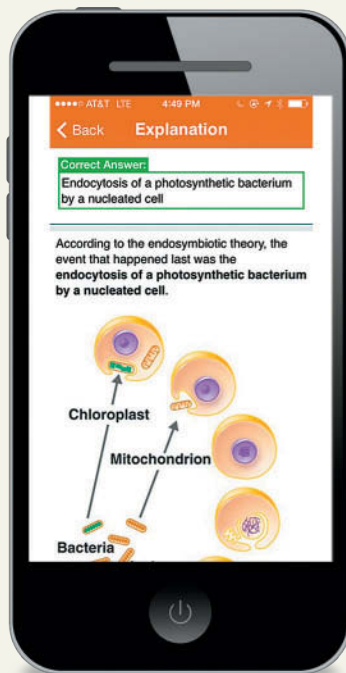 ●●●●○ AT&T LTE 4:49 PM
Back Explanation
Correct Answer:
Endocytosis of a photosynthetic bacterium
by a nucleated cell
According to the endosymbiotic theory, the
event that happened last was the
endocytosis of a photosynthetic bacterium
by a nucleated cell.
Chloroplast
Mitochondrion
Bacteria